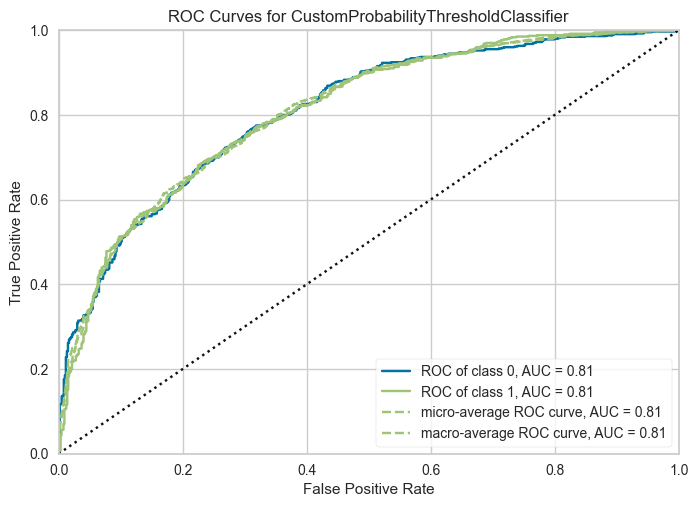 ROC Curves for CustomProbabilityThresholdClassifier
True Positive Rate
1.0
0.8
0.6
0.4
0.2
0.0
ROC of class 0, AUC = 0.81
ROC of class 1, AUC = 0.81
micro-average ROC curve, AUC = 0.81
macro-average ROC curve, AUC = 0.81
0.0 0.2 0.4 0.6 0.8 1.0
False Positive Rate